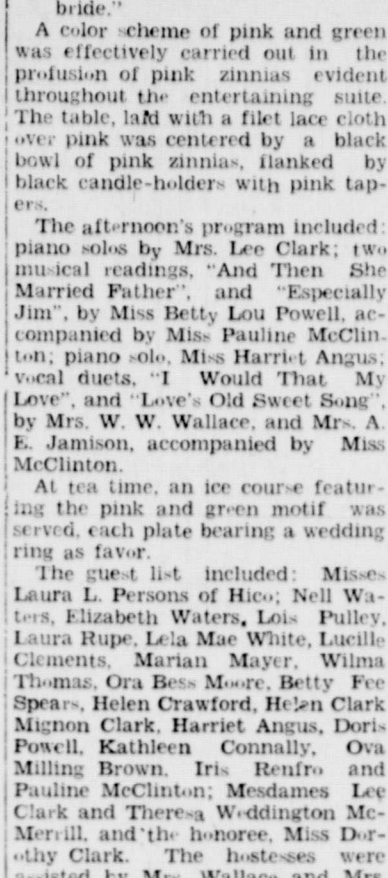 bride."
A color scheme of pink and green
was effectively carried out in the
profusion of pink zinnias evident
throughout the entertaining suite.
The table, laid with a filet lace cloth
over pink was centered by a black
bowl of pink zinnias, flanked by
black candle-holders with pink tap-
ers.
The afternoon's program included:
piano solos by Mrs. Lee Clark; two
musical readings, "And Then She
Married Father", and "Especially
Jim", by Miss Betty Lou Powell, ac-
companied by Miss Pauline McClin-
ton; piano solo, Miss Harriet Angus;
vocal duets, "I Would That My
Love", and "Love's Old Sweet Song",
by Mrs. W. W. Wallace, and Mrs. A.
E. Jamison, accompanied by Miss
McClinton.
At tea time, an ice course featur-
ing the pink and green motif was
served, each plate bearing a wedding
ring as favor.
The guest list included: Misses
Laura L. Persons of Hico; Nell Wa-
ters, Elizabeth Waters, Lois Pulley,
Laura Rupe, Lela Mae White, Lucille
Clements, Marian Mayer, Wilma
Thomas, Ora Bess Moore, Betty Fee
Spears, Helen Crawford, Helen Clark
Mignon Clark, Harriet Angus, Doris
Powell, Kathleen Connally, Ova
Milling Brown, Iris Renfro and
Pauline McClinton; Mesdames Lee
Clark and Theresa Weddington Mc-
Merrill, and the honoree, Miss Dor-
othy Clark. The hostesses were
assisted by Mrs. Wallace and Mrs.